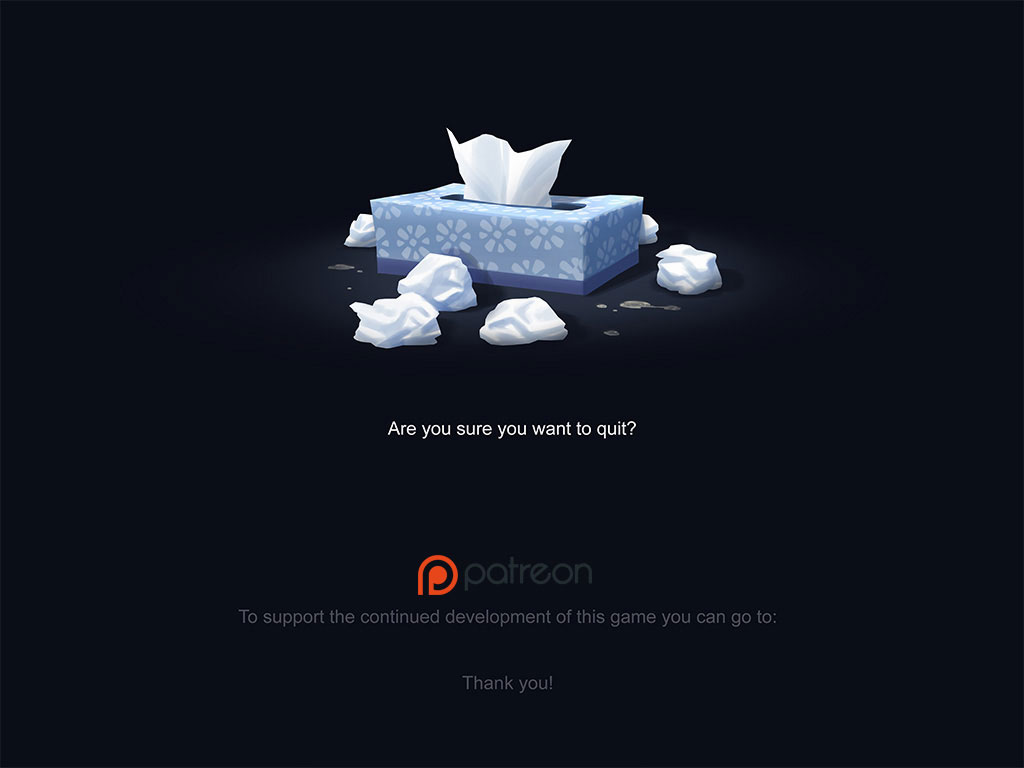 Are you sure you want to quit?
patreon
To support the continued development of this game you can go to:
Thank you!